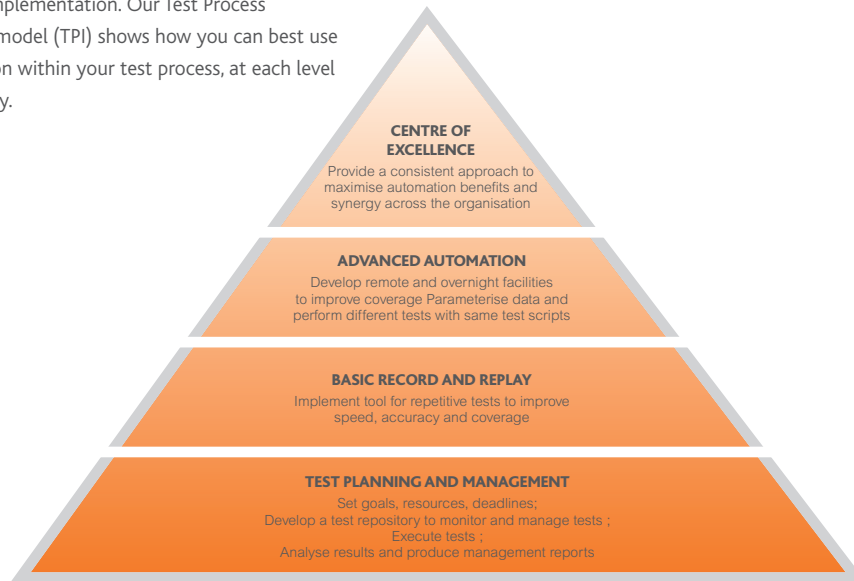 mplementation. Our Test Process
model (TPI) shows how you can best use
on within your test process, at each level
y.
CENTRE OF
EXCELLENCE
Provide a consistent approach to
maximise automation benefits and
synergy across the organisation
ADVANCED AUTOMATION
Develop remote and overnight facilities
to improve coverage Parameterise data and
perform different tests with same test scripts
BASIC RECORD AND REPLAY
Implement tool for repetitive tests to improve
speed, accuracy and coverage
TEST PLANNING AND MANAGEMENT
Set goals, resources, deadlines;
Develop a test repository to monitor and manage tests ;
Execute tests ;
Analyse results and produce management reports